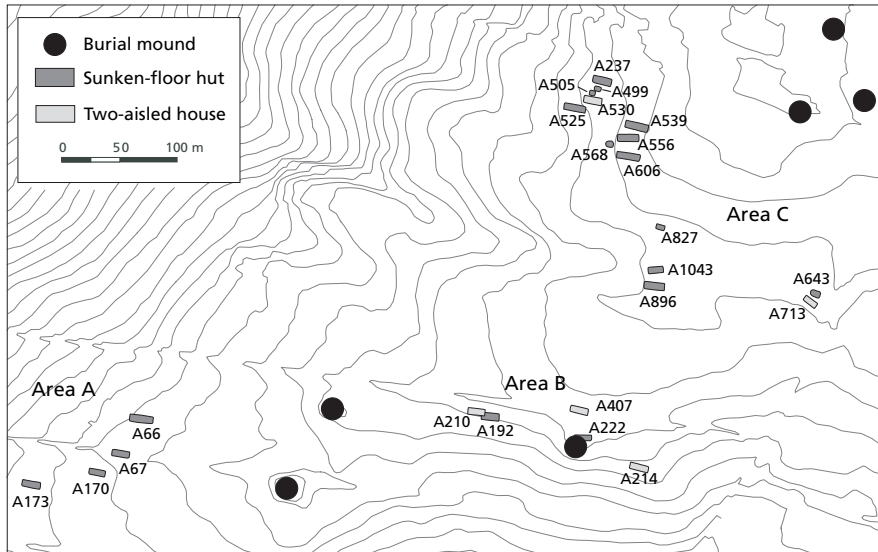 Burial mound
Sunken-floor hut
Two-aisled house
0 50 100 m
A237
A505
A499
A530
A525
A539
A556
A568
A606
Area C
A827
A1043
A643
A896
A713
Area A
Area B
A407
A66
A210
A192
A222
A67
A170
A214
A173